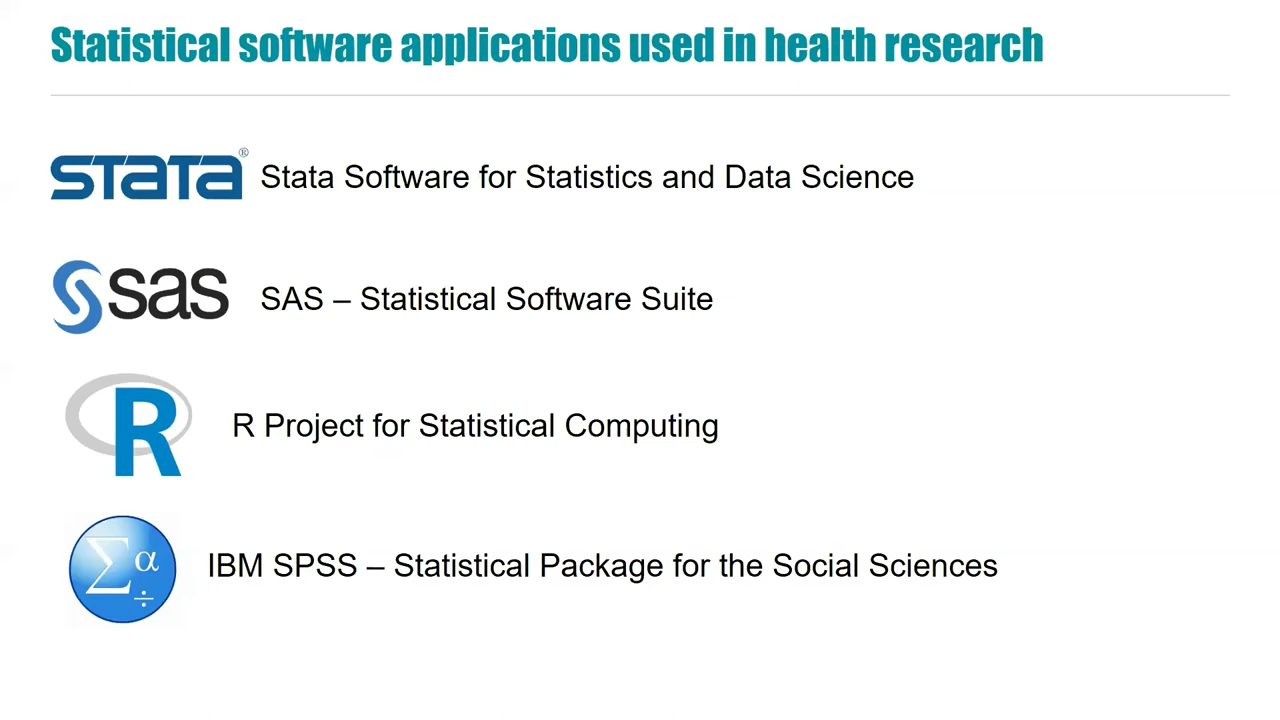 Statistical software applications used in health research
STATA® Stata Software for Statistics and Data Science
sas SAS – Statistical Software Suite
R R Project for Statistical Computing
Σ α ÷ IBM SPSS – Statistical Package for the Social Sciences